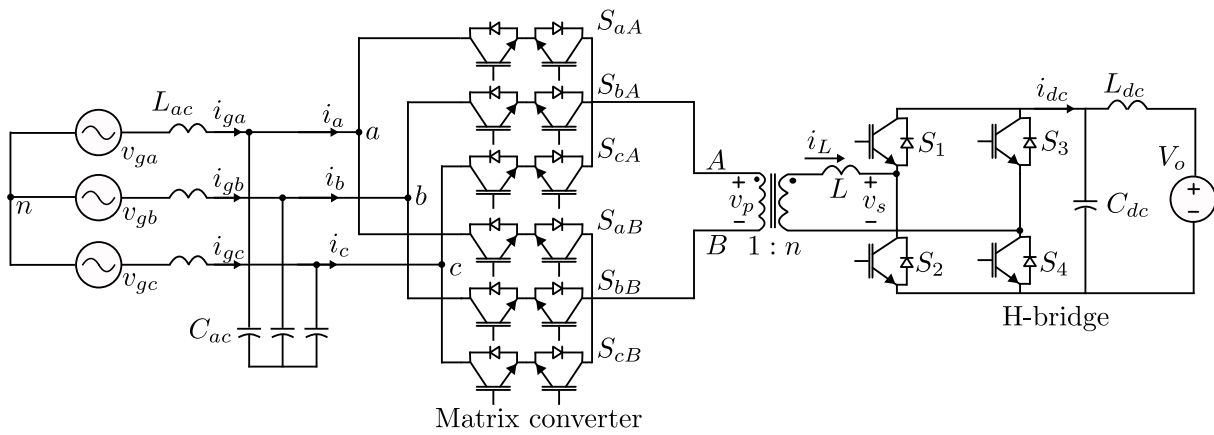 S_{aA}
L_{ac} i_{ga} i_a a
v_{ga}
S_{bA}
n i_{gb} i_b b
v_{gb}
S_{cA}
i_{gc} i_c c
v_{gc}
C_{ac}
S_{aB}
S_{bB}
S_{cB}
Matrix converter
A
+
v_p
−
B 1 : n
i_L
L
+
v_s
−
S_1 S_3
S_2 S_4
H-bridge
i_{dc} L_{dc}
C_{dc}
V_o
+
−